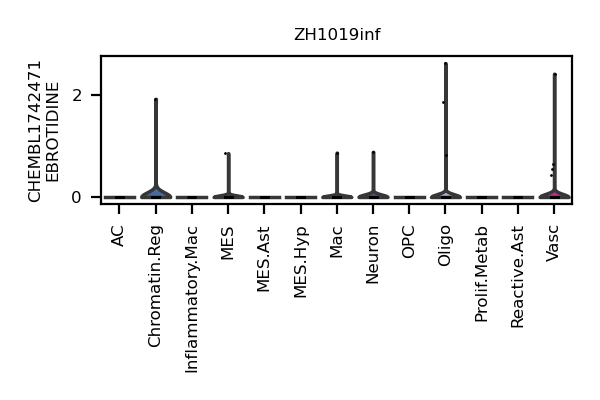 ZH1019inf
CHEMBL1742471
EBROTIDINE
2
0
AC
Chromatin.Reg
Inflammatory.Mac
MES
MES.Ast
MES.Hyp
Mac
Neuron
OPC
Oligo
Prolif.Metab
Reactive.Ast
Vasc